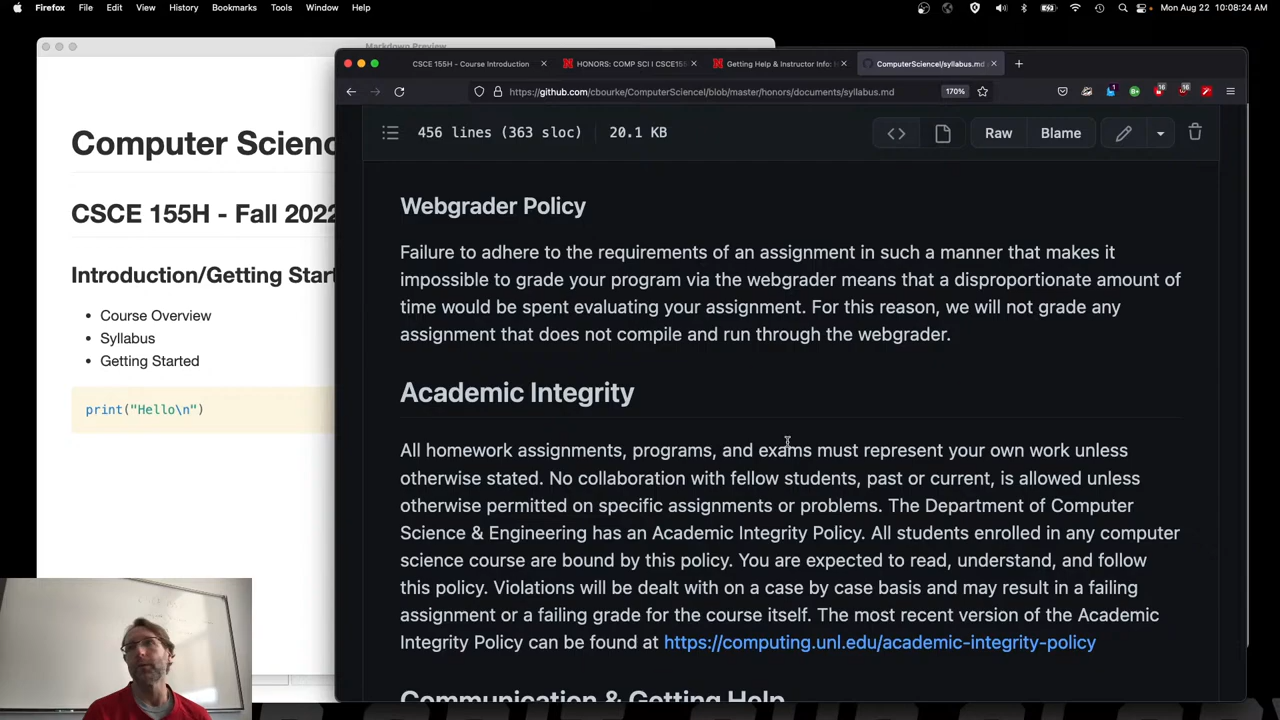 Firefox File Edit View History Bookmarks Tools Window Help
Mon Aug 22 10:08:24
Markdown Preview
CSCE 155H - Course Introduction
HONORS: COMP SCI I CSCE155
Getting Help & Instructor Info:
ComputerScienceI/syllabus.md
https://github.com/cbourke/ComputerScienceI/blob/master/honors/documents/syllabus.md
170%
456 lines (363 sloc) 20.1 KB
Raw Blame
Computer Scienc
CSCE 155H - Fall 2022
Introduction/Getting Start
Course Overview
Syllabus
Getting Started
print("Hello\n")
Webgrader Policy
Failure to adhere to the requirements of an assignment in such a manner that makes it
impossible to grade your program via the webgrader means that a disproportionate amount of
time would be spent evaluating your assignment. For this reason, we will not grade any
assignment that does not compile and run through the webgrader.
Academic Integrity
All homework assignments, programs, and exams must represent your own work unless
otherwise stated. No collaboration with fellow students, past or current, is allowed unless
otherwise permitted on specific assignments or problems. The Department of Computer
Science & Engineering has an Academic Integrity Policy. All students enrolled in any computer
science course are bound by this policy. You are expected to read, understand, and follow
this policy. Violations will be dealt with on a case by case basis and may result in a failing
assignment or a failing grade for the course itself. The most recent version of the Academic
Integrity Policy can be found at https://computing.unl.edu/academic-integrity-policy
Communication & Getting Help